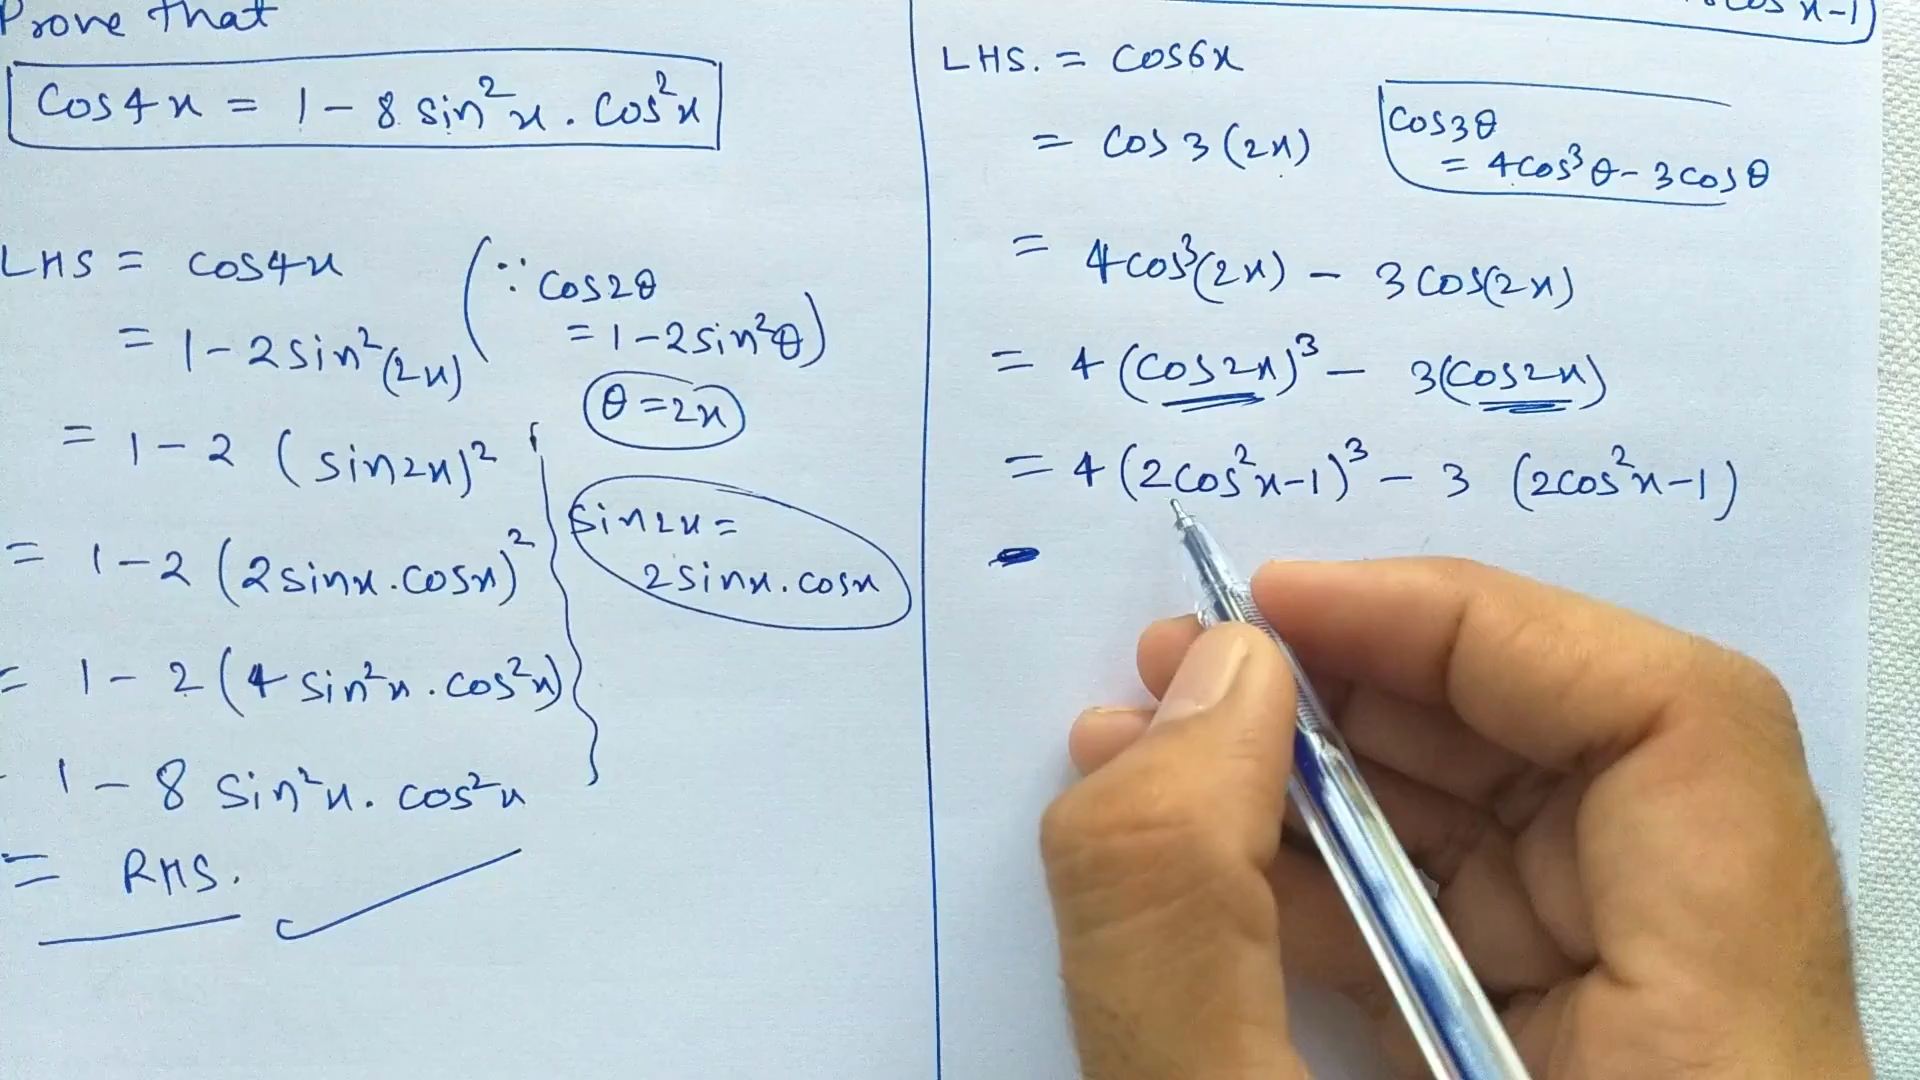 Prove that
Cos4x = 1 - 8 sin²x . Cos²x
LHS = cos4x
(∵ cos2θ
= 1-2sin²θ)
= 1-2sin²(2x)
θ=2x
= 1-2 (sin2x)²
sin2x =
2sinx.cosx
= 1-2 (2sinx.cosx)²
= 1-2 (4 sin²x . cos²x)
1-8 sin²x . cos²x
= RHS.
x-1)
LHS. = cos6x
= cos 3 (2x)
Cos3θ
= 4cos³θ - 3cosθ
= 4cos³(2x) - 3cos(2x)
= 4 (cos2x)³ - 3(cos2x)
= 4 (2cos²x-1)³ - 3 (2cos²x-1)